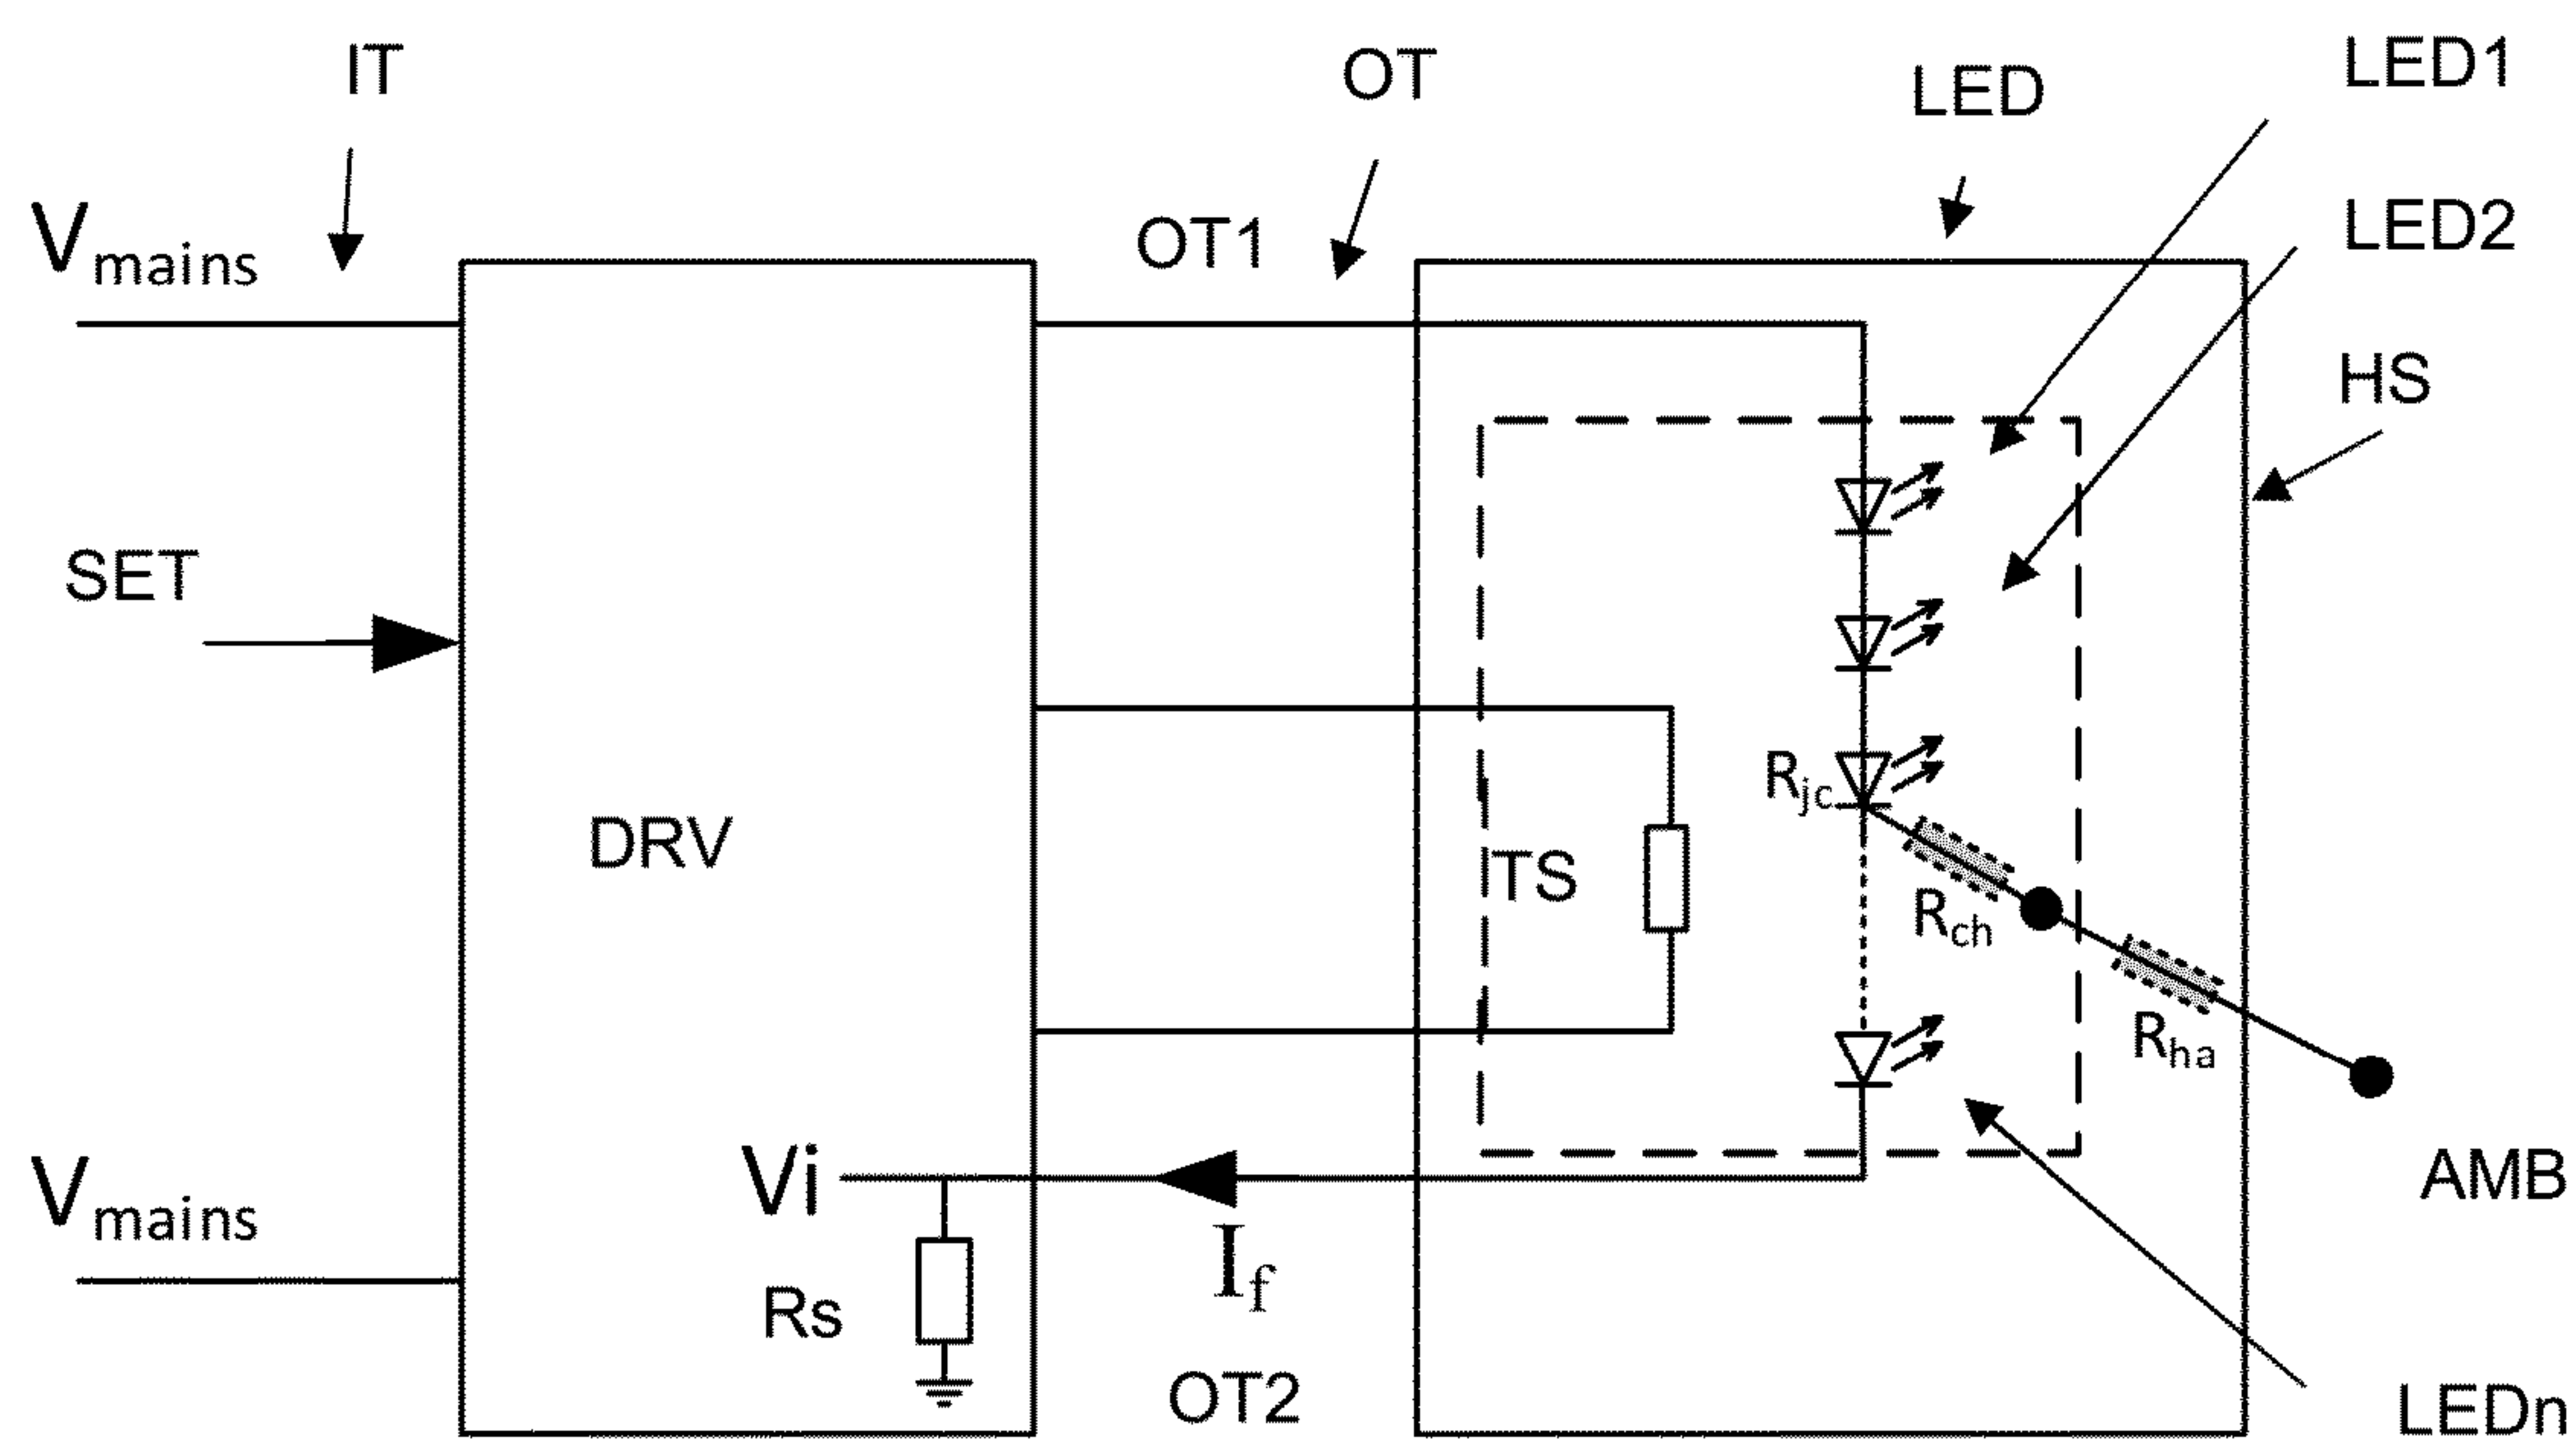 IT
OT
LED
LED1
Vmains
OT1
LED2
HS
SET
Rjc
DRV
TS
Rch
Rha
Vi
AMB
Vmains
If
Rs
OT2
LEDn